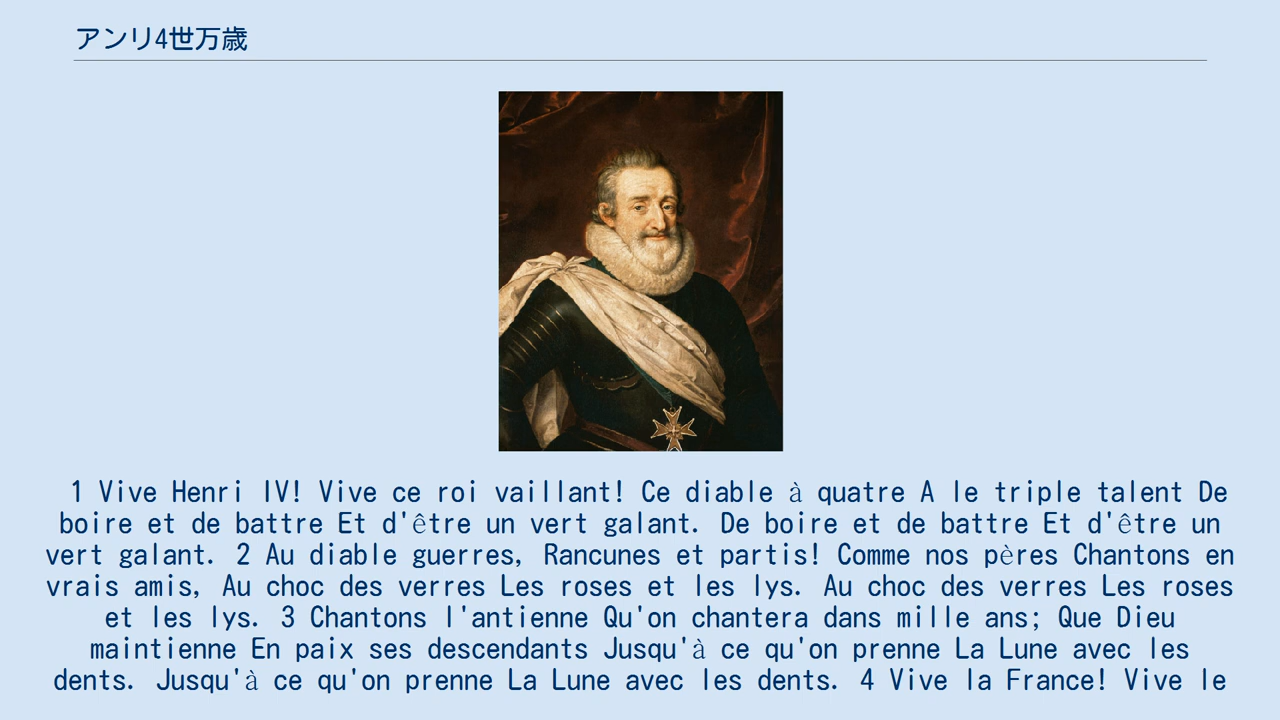 アンリ4世万歳
1 Vive Henri IV! Vive ce roi vaillant! Ce diable à quatre A le triple talent De
boire et de battre Et d'être un vert galant. De boire et de battre Et d'être un
vert galant. 2 Au diable guerres, Rancunes et partis! Comme nos pères Chantons en
vrais amis, Au choc des verres Les roses et les lys. Au choc des verres Les roses
et les lys. 3 Chantons l'antienne Qu'on chantera dans mille ans; Que Dieu
maintienne En paix ses descendants Jusqu'à ce qu'on prenne La Lune avec les
dents. Jusqu'à ce qu'on prenne La Lune avec les dents. 4 Vive la France! Vive le